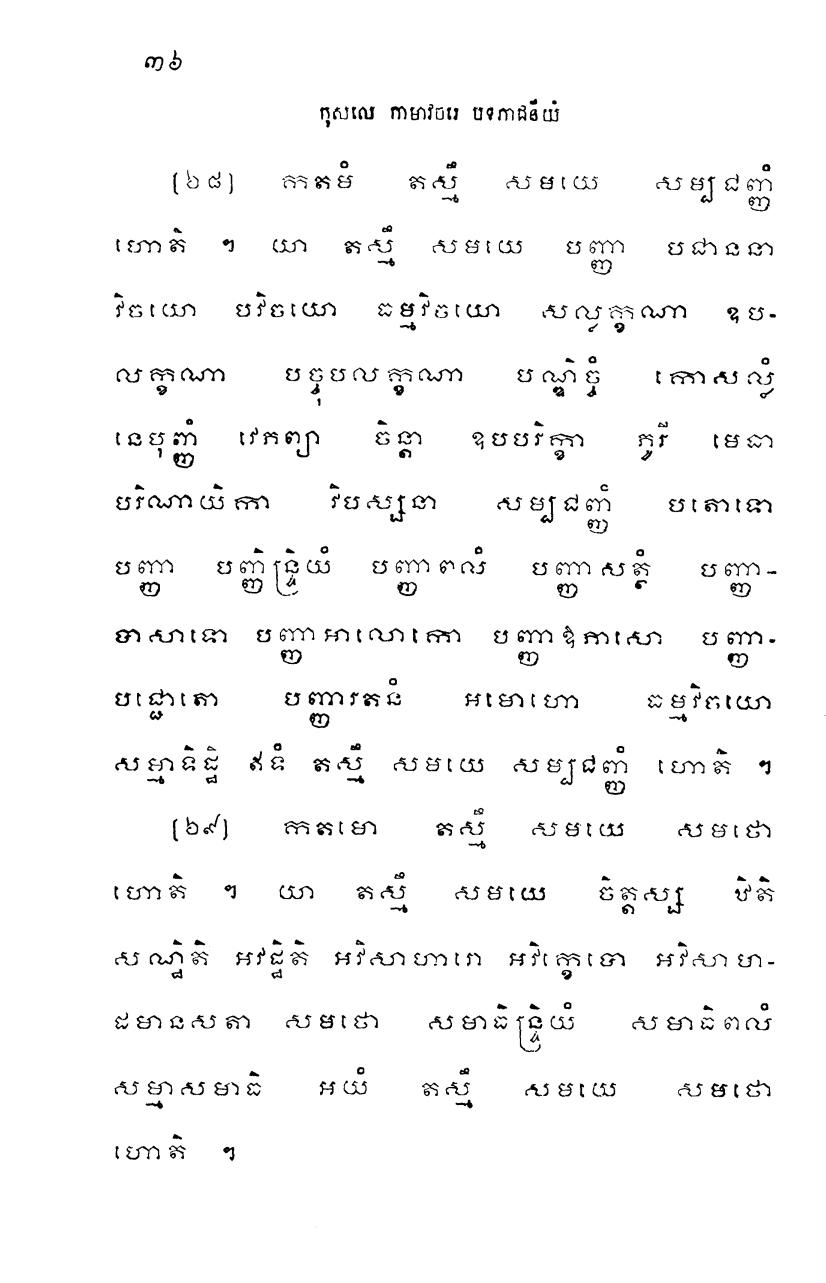 ៣៦
កុសលេ កាមាវចរេ បទភាជនីយំ
(៦៨) កតមំ តស្មឹ សមយេ សម្បជញ្ញំ
ហោតិ ។ យា តស្មឹ សមយេ បញ្ញា បជាននា
វិចយោ បវិចយោ ធម្មវិចយោ សល្លក្ខណា ឧប-
លក្ខណា បច្ចុបលក្ខណា បណ្ឌិច្ចំ កោសល្លំ
នេបុញ្ញំ វេភព្យា ចិន្តា ឧបបរិក្ខា ភូរី មេធា
បរិណាយិកា វិបស្សនា សម្បជញ្ញំ បតោទោ
បញ្ញា បញ្ញិន្ទ្រិយំ បញ្ញាពលំ បញ្ញាសត្ថំ បញ្ញា-
បាសាទោ បញ្ញាអាលោកោ បញ្ញាឱភាសោ បញ្ញា-
បជ្ជោតោ បញ្ញារតនំ អមោហោ ធម្មវិចយោ
សម្មាទិដ្ឋិ ឥទំ តស្មឹ សមយេ សម្បជញ្ញំ ហោតិ ។
(៦៩) កតមោ តស្មឹ សមយេ សមថោ
ហោតិ ។ យា តស្មឹ សមយេ ចិត្តស្ស ឋិតិ
សណ្ឋិតិ អវដ្ឋិតិ អវិសាហារោ អវិក្ខេបោ អវិសាហ-
ដមានសតា សមថោ សមាធិន្ទ្រិយំ សមាធិពលំ
សម្មាសមាធិ អយំ តស្មឹ សមយេ សមថោ
ហោតិ ។